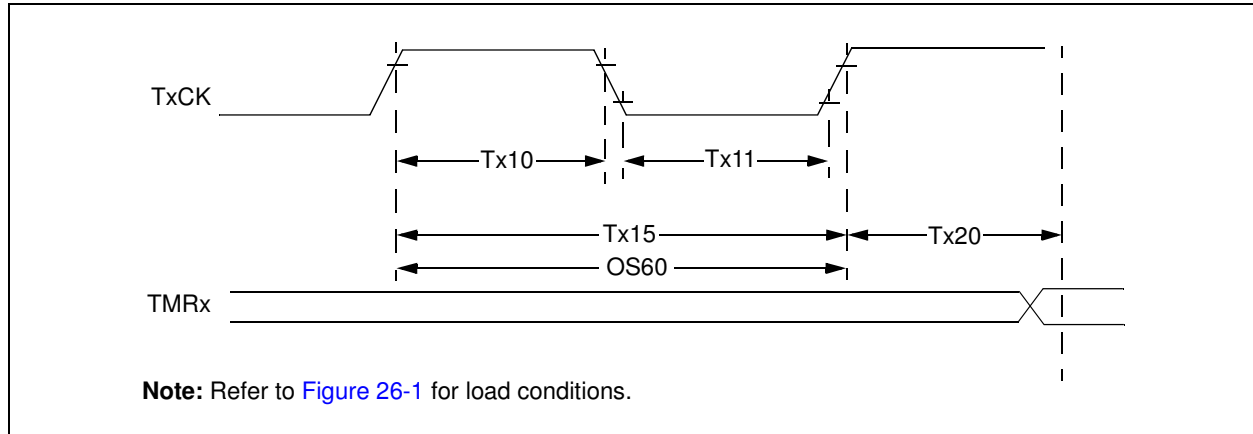 TxCK
Tx10
Tx11
Tx15
Tx20
OS60
TMRx
Note: Refer to Figure 26-1 for load conditions.